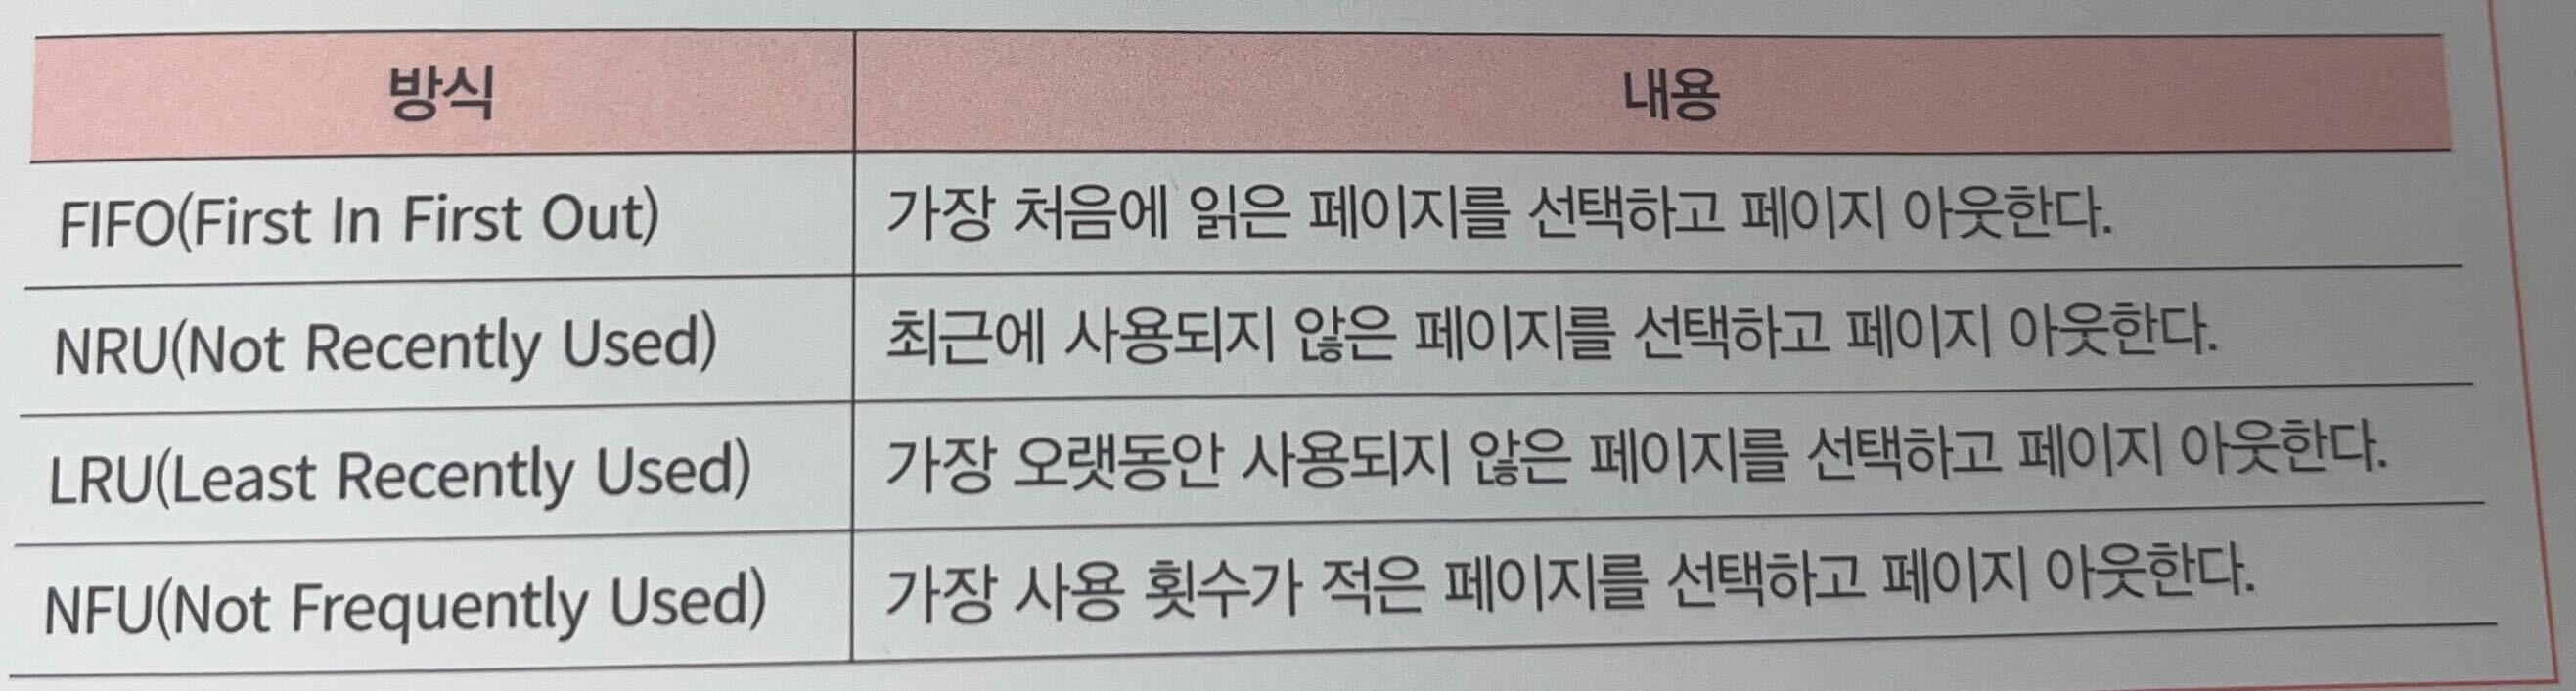 방식 내용
FIFO(First In First Out) 가장 처음에 읽은 페이지를 선택하고 페이지 아웃한다.
NRU(Not Recently Used) 최근에 사용되지 않은 페이지를 선택하고 페이지 아웃한다.
LRU(Least Recently Used) 가장 오랫동안 사용되지 않은 페이지를 선택하고 페이지 아웃한다.
NFU(Not Frequently Used) 가장 사용 횟수가 적은 페이지를 선택하고 페이지 아웃한다.